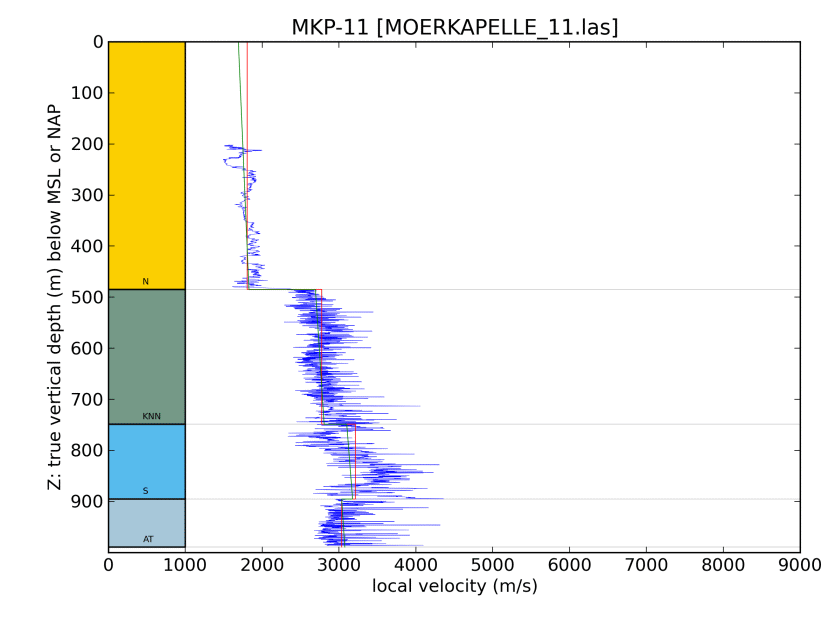 MKP-11 [MOERKAPELLE_11.las]
Z: true vertical depth (m) below MSL or NAP
0
100
200
300
400
500
600
700
800
900
N
KNN
S
AT
0 1000 2000 3000 4000 5000 6000 7000 8000 9000
local velocity (m/s)